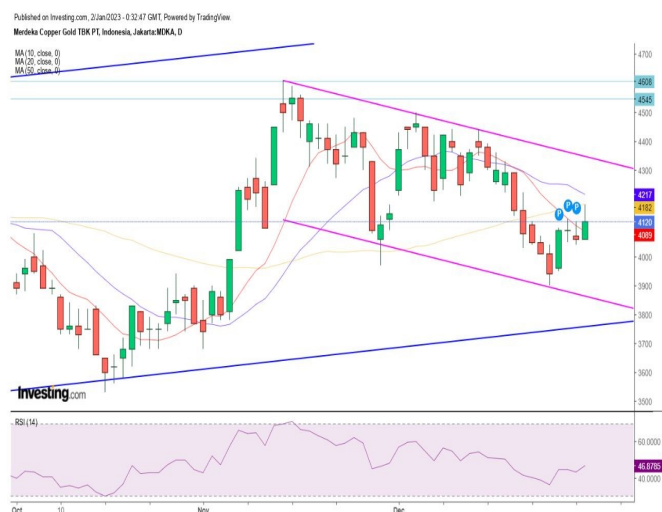 Published on Investing.com, 2/Jan/2023 - 0:32:47 GMT, Powered by TradingView.
Merdeka Copper Gold TBK PT, Indonesia, Jakarta:MDKA, D
MA (10, close, 0)
MA (20, close, 0)
MA (50, close, 0)
4700
4608
4545
4500
4400
4300
4217
4182
4120
4089
4000
3900
3800
3700
3600
3500
P
P
P
Investing.com
RSI (14)
60.0000
46.8785
40.0000
Oct
10
Nov
Dec